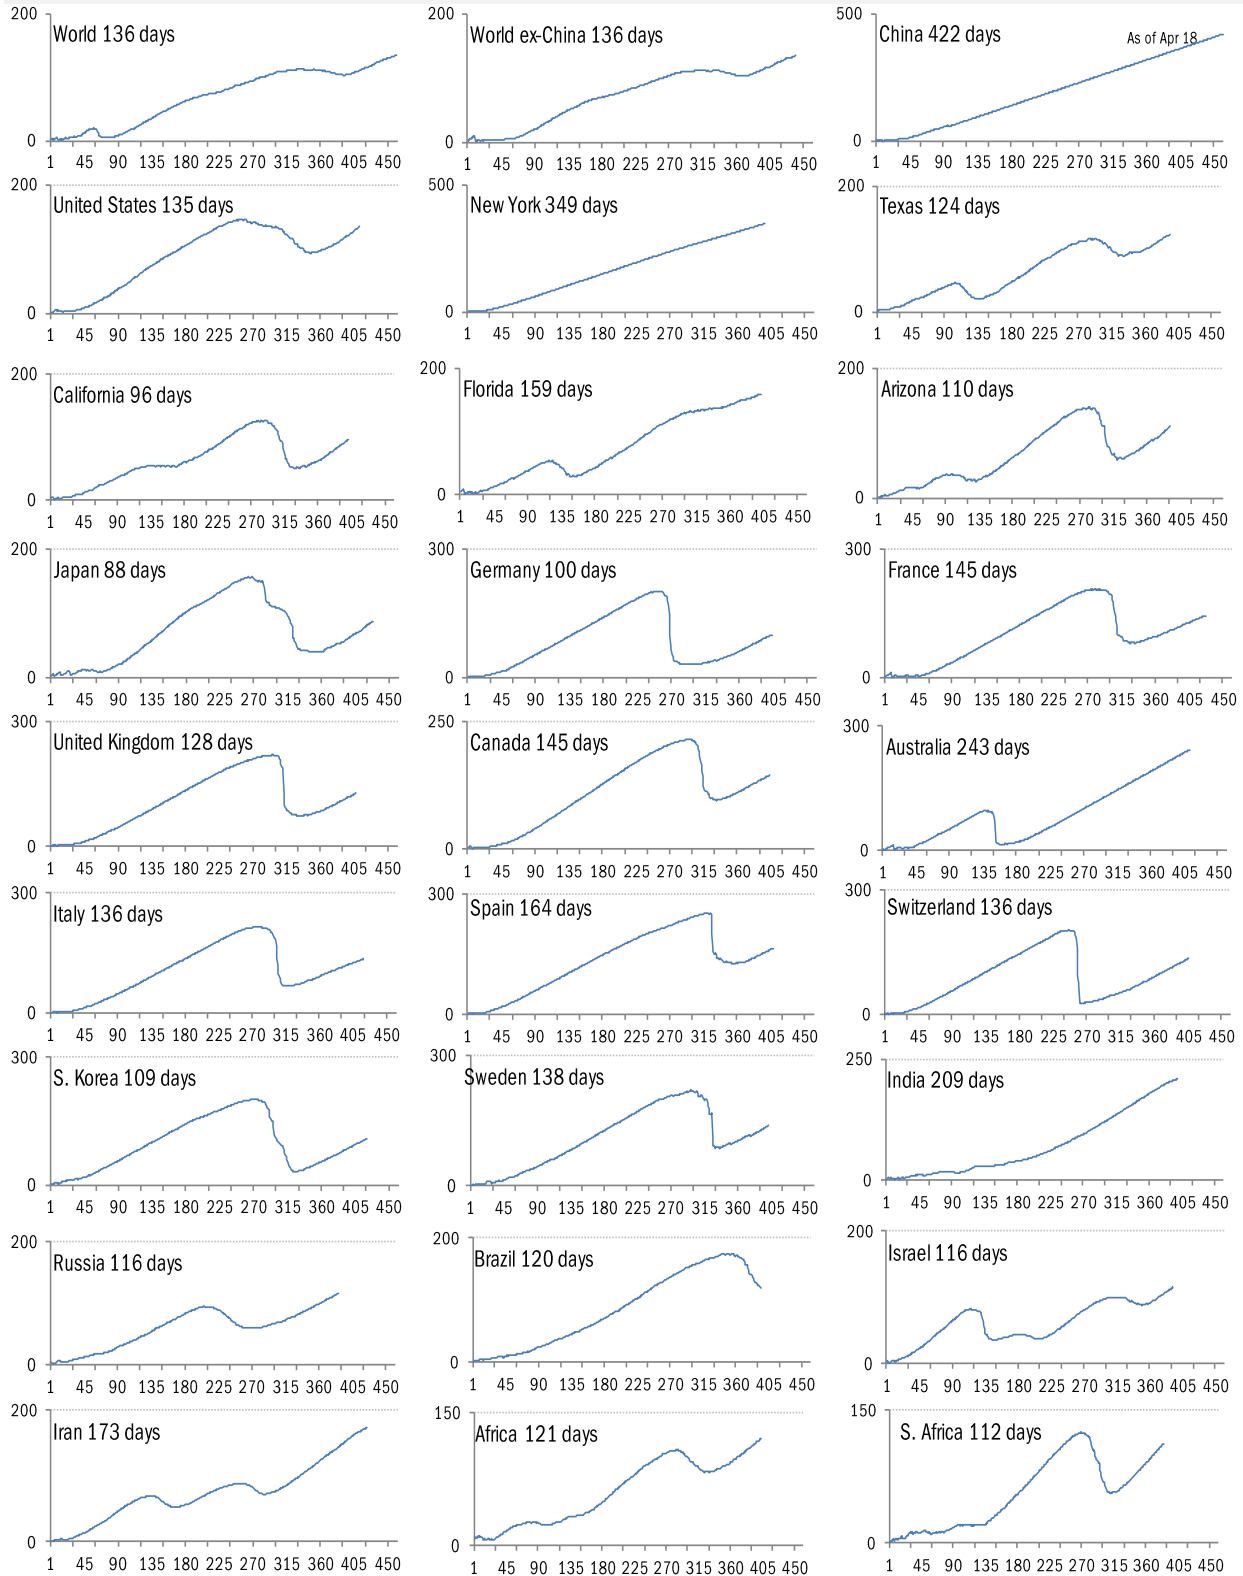 200 World 136 days
0
1 45 90 135 180 225 270 315 360 405 450
200 World ex-China 136 days
0
1 45 90 135 180 225 270 315 360 405 450
500 China 422 days As of Apr 18
0
1 45 90 135 180 225 270 315 360 405 450
200 United States 135 days
0
1 45 90 135 180 225 270 315 360 405 450
500 New York 349 days
0
1 45 90 135 180 225 270 315 360 405 450
200 Texas 124 days
0
1 45 90 135 180 225 270 315 360 405 450
200 California 96 days
0
1 45 90 135 180 225 270 315 360 405 450
200 Florida 159 days
0
1 45 90 135 180 225 270 315 360 405 450
200 Arizona 110 days
0
1 45 90 135 180 225 270 315 360 405 450
200 Japan 88 days
0
1 45 90 135 180 225 270 315 360 405 450
300 Germany 100 days
0
1 45 90 135 180 225 270 315 360 405 450
300 France 145 days
0
1 45 90 135 180 225 270 315 360 405 450
300 United Kingdom 128 days
0
1 45 90 135 180 225 270 315 360 405 450
250 Canada 145 days
0
1 45 90 135 180 225 270 315 360 405 450
300 Australia 243 days
0
1 45 90 135 180 225 270 315 360 405 450
300 Italy 136 days
0
1 45 90 135 180 225 270 315 360 405 450
300 Spain 164 days
0
1 45 90 135 180 225 270 315 360 405 450
300 Switzerland 136 days
0
1 45 90 135 180 225 270 315 360 405 450
300 S. Korea 109 days
0
1 45 90 135 180 225 270 315 360 405 450
300 Sweden 138 days
0
1 45 90 135 180 225 270 315 360 405 450
250 India 209 days
0
1 45 90 135 180 225 270 315 360 405 450
200 Russia 116 days
0
1 45 90 135 180 225 270 315 360 405 450
200 Brazil 120 days
0
1 45 90 135 180 225 270 315 360 405 450
200 Israel 116 days
0
1 45 90 135 180 225 270 315 360 405 450
200 Iran 173 days
0
1 45 90 135 180 225 270 315 360 405 450
150 Africa 121 days
0
1 45 90 135 180 225 270 315 360 405 450
150 S. Africa 112 days
0
1 45 90 135 180 225 270 315 360 405 450